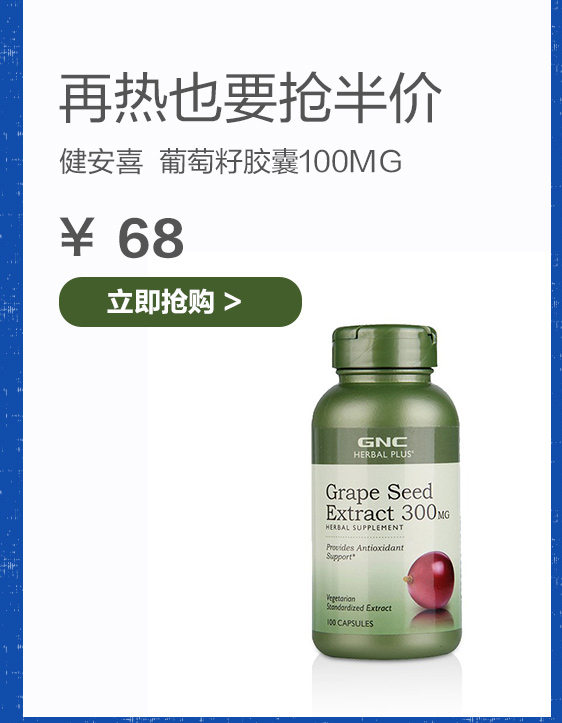 再热也要抢半价
健安喜 葡萄籽胶囊100MG
¥ 68
立即抢购 >
GNC
HERBAL PLUS®
Grape Seed
Extract 300MG
HERBAL SUPPLEMENT
Provides Antioxidant
Support*
Vegetarian
Standardized Extract
100 CAPSULES